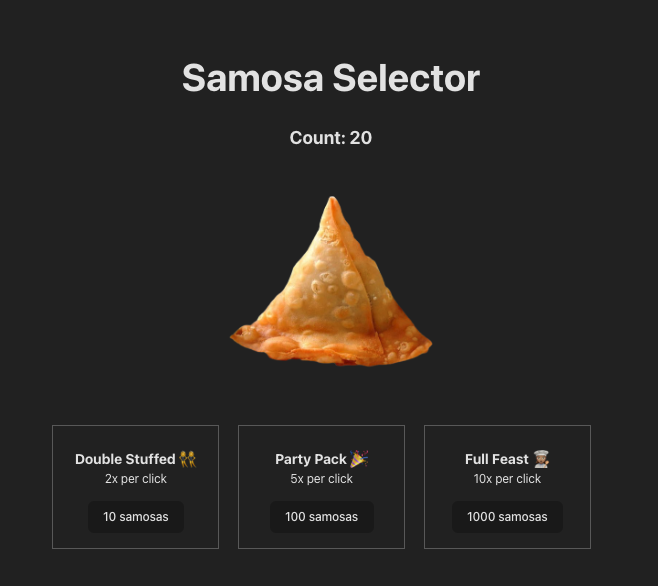 Samosa Selector
Count: 20
Double Stuffed 👯
2x per click
10 samosas
Party Pack 🎉
5x per click
100 samosas
Full Feast 👩🏽‍🍳
10x per click
1000 samosas